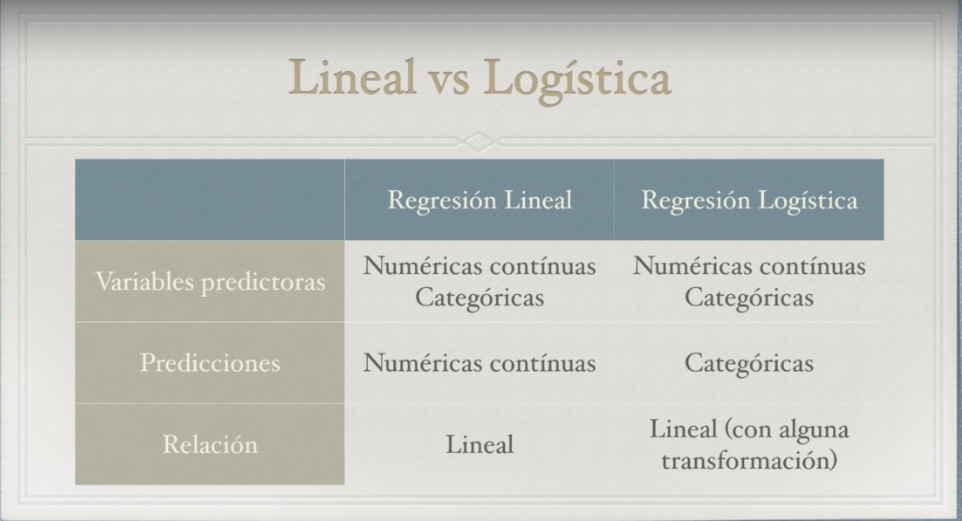 Lineal vs Logística
Regresión Lineal
Regresión Logística
Variables predictoras
Numéricas contínuas
Categóricas
Numéricas contínuas
Categóricas
Predicciones
Numéricas contínuas
Categóricas
Relación
Lineal
Lineal (con alguna
transformación)